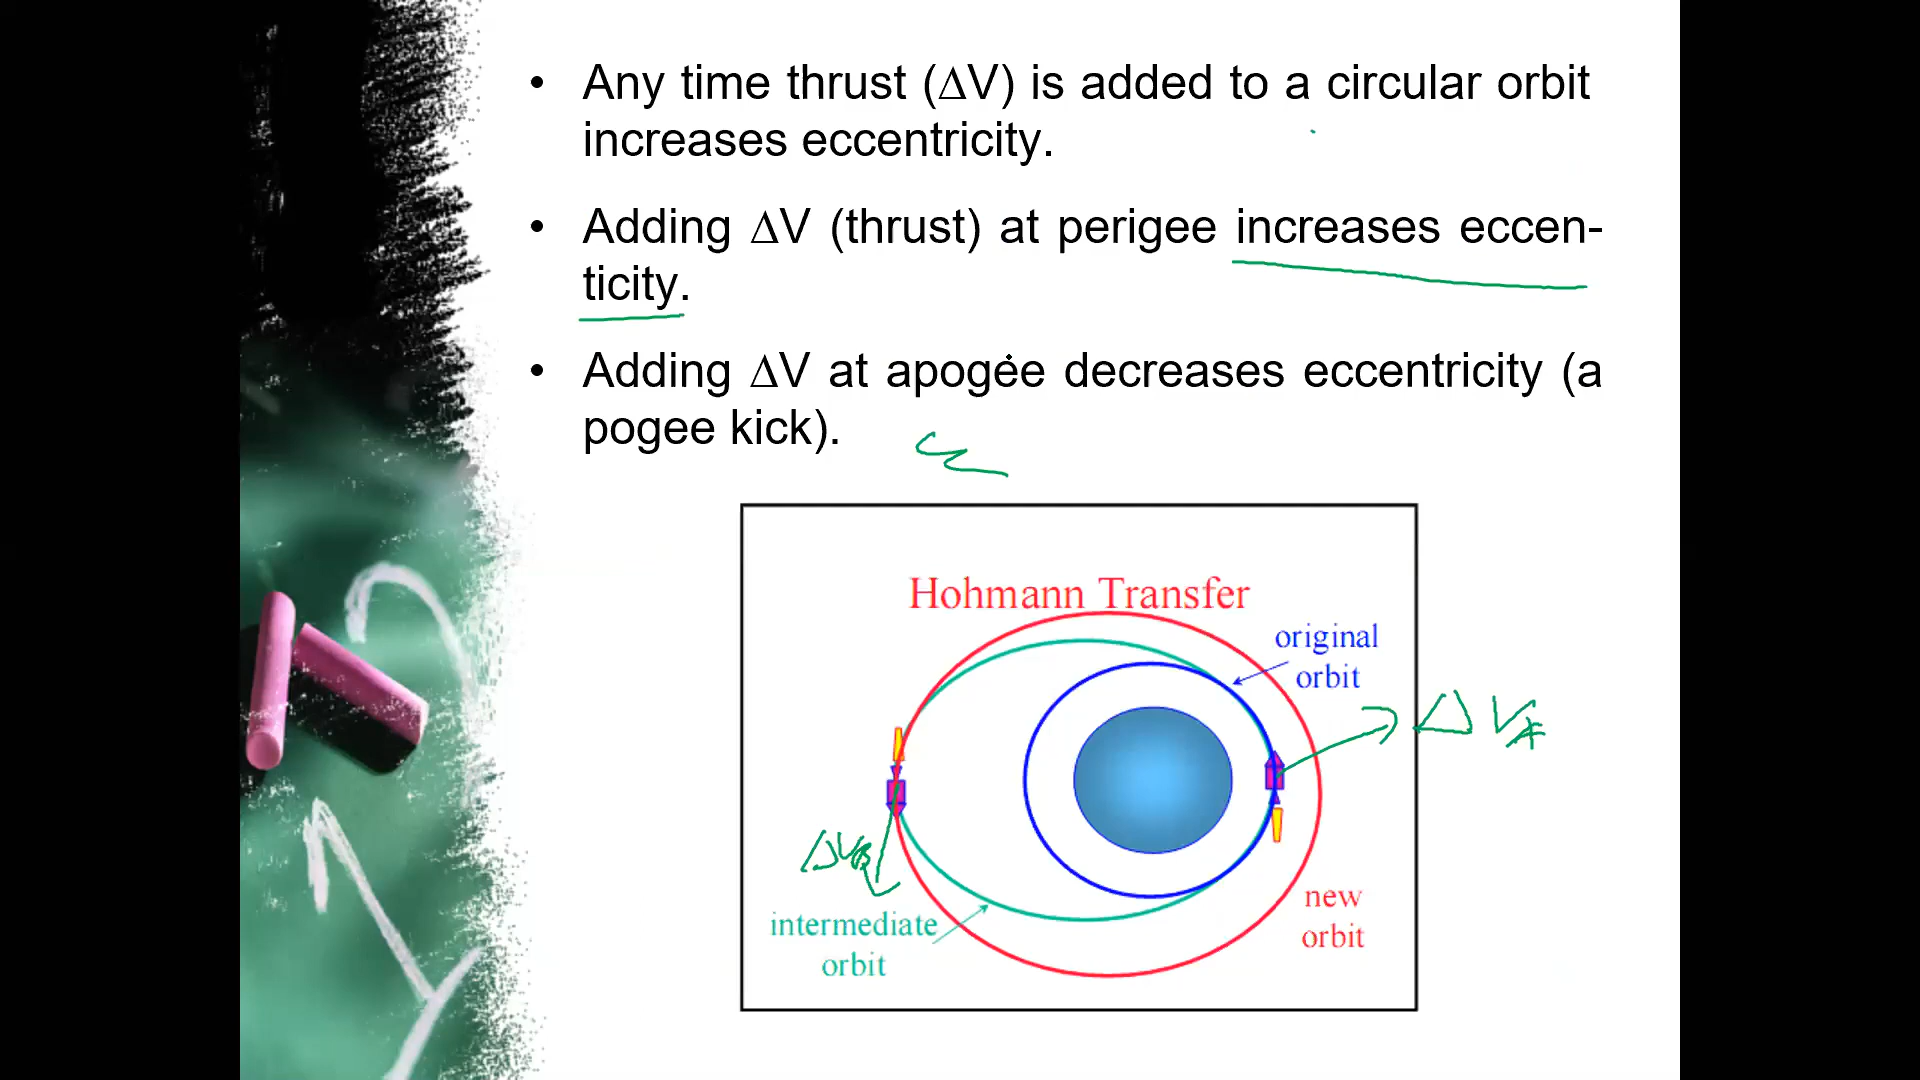 • Any time thrust (ΔV) is added to a circular orbit
increases eccentricity.
• Adding ΔV (thrust) at perigee increases eccen-
ticity.
• Adding ΔV at apogee decreases eccentricity (a
pogee kick).
Hohmann Transfer
original
orbit
ΔV
ΔV
new
orbit
intermediate
orbit